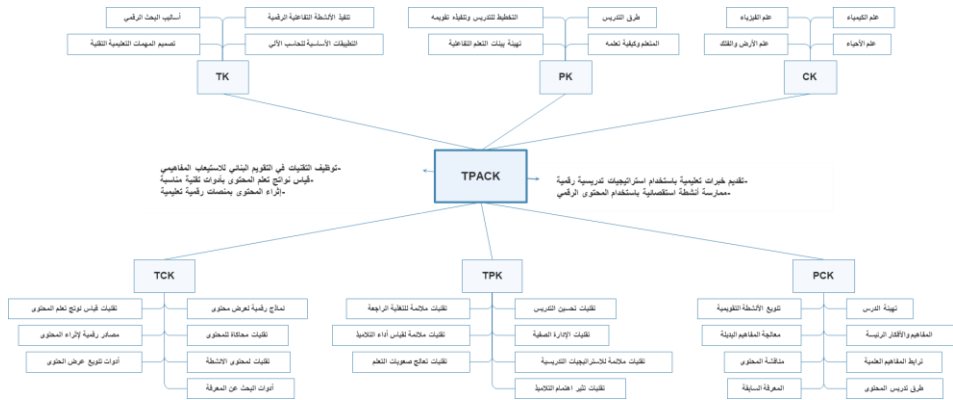 علم الكيمياء
علم الفيزياء
علم الأحياء
علم الأرض والفلك
CK
طرق التدريس
التخطيط للتدريس وتنفيذه تقويمه
المتعلم وكيفية تعلمه
تهيئة بيئات التعلم التفاعلية
PK
تنفيذ الأنشطة التفاعلية الرقمية
أساليب البحث الرقمي
التطبيقات الأساسية للحاسب الآلي
تصميم المهمات التعليمية التقنية
TK
TPACK
-تقديم خبرات تعليمية باستخدام استراتيجيات تدريسية رقمية
-ممارسة أنشطة استقصائية باستخدام المحتوى الرقمي
-توظيف التقنيات في التقويم البنائي للاستيعاب المفاهيمي
-قياس نواتج تعلم المحتوى بأدوات تقنية مناسبة
-إثراء المحتوى بمنصات رقمية تعليمية
PCK
تهيئة الدرس
تنويع الأنشطة التقويمية
المفاهيم والأفكار الرئيسة
معالجة المفاهيم البديلة
ترابط المفاهيم العلمية
مناقشة المحتوى
طرق تدريس المحتوى
المعرفة السابقة
TPK
تقنيات تحسين التدريس
تقنيات ملائمة للتغذية الراجعة
تقنيات الإدارة الصفية
تقنيات ملائمة لقياس أداء التلاميذ
تقنيات ملائمة للاستراتيجيات التدريسية
تقنيات تعالج صعوبات التعلم
تقنيات تثير اهتمام التلاميذ
TCK
نماذج رقمية لعرض محتوى
تقنيات قياس نوتج تعلم المحتوى
تقنيات محاكاة للمحتوى
مصادر رقمية لإثراء المحتوى
تقنيات لمحتوى الانشطة
أدوات تنويع عرض الحتوى
أدوات البحث عن المعرفة